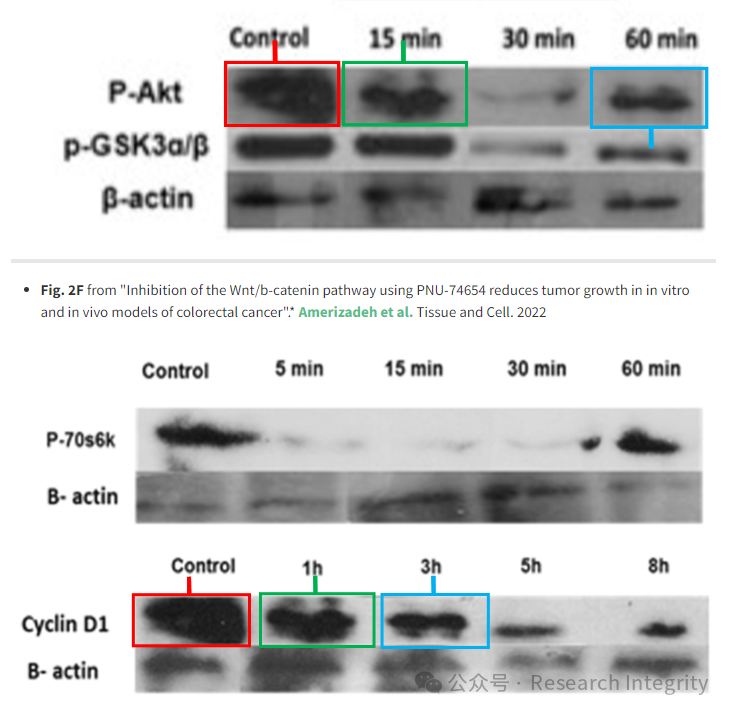 Control 15 min 30 min 60 min
P-Akt
p-GSK3α/β
β-actin
• Fig. 2F from "Inhibition of the Wnt/b-catenin pathway using PNU-74654 reduces tumor growth in in vitro
and in vivo models of colorectal cancer".* Amerizadeh et al. Tissue and Cell. 2022
Control 5 min 15 min 30 min 60 min
P-70s6k
B- actin
Control 1h 3h 5h 8h
Cyclin D1
B- actin
公众号 · Research Integrity